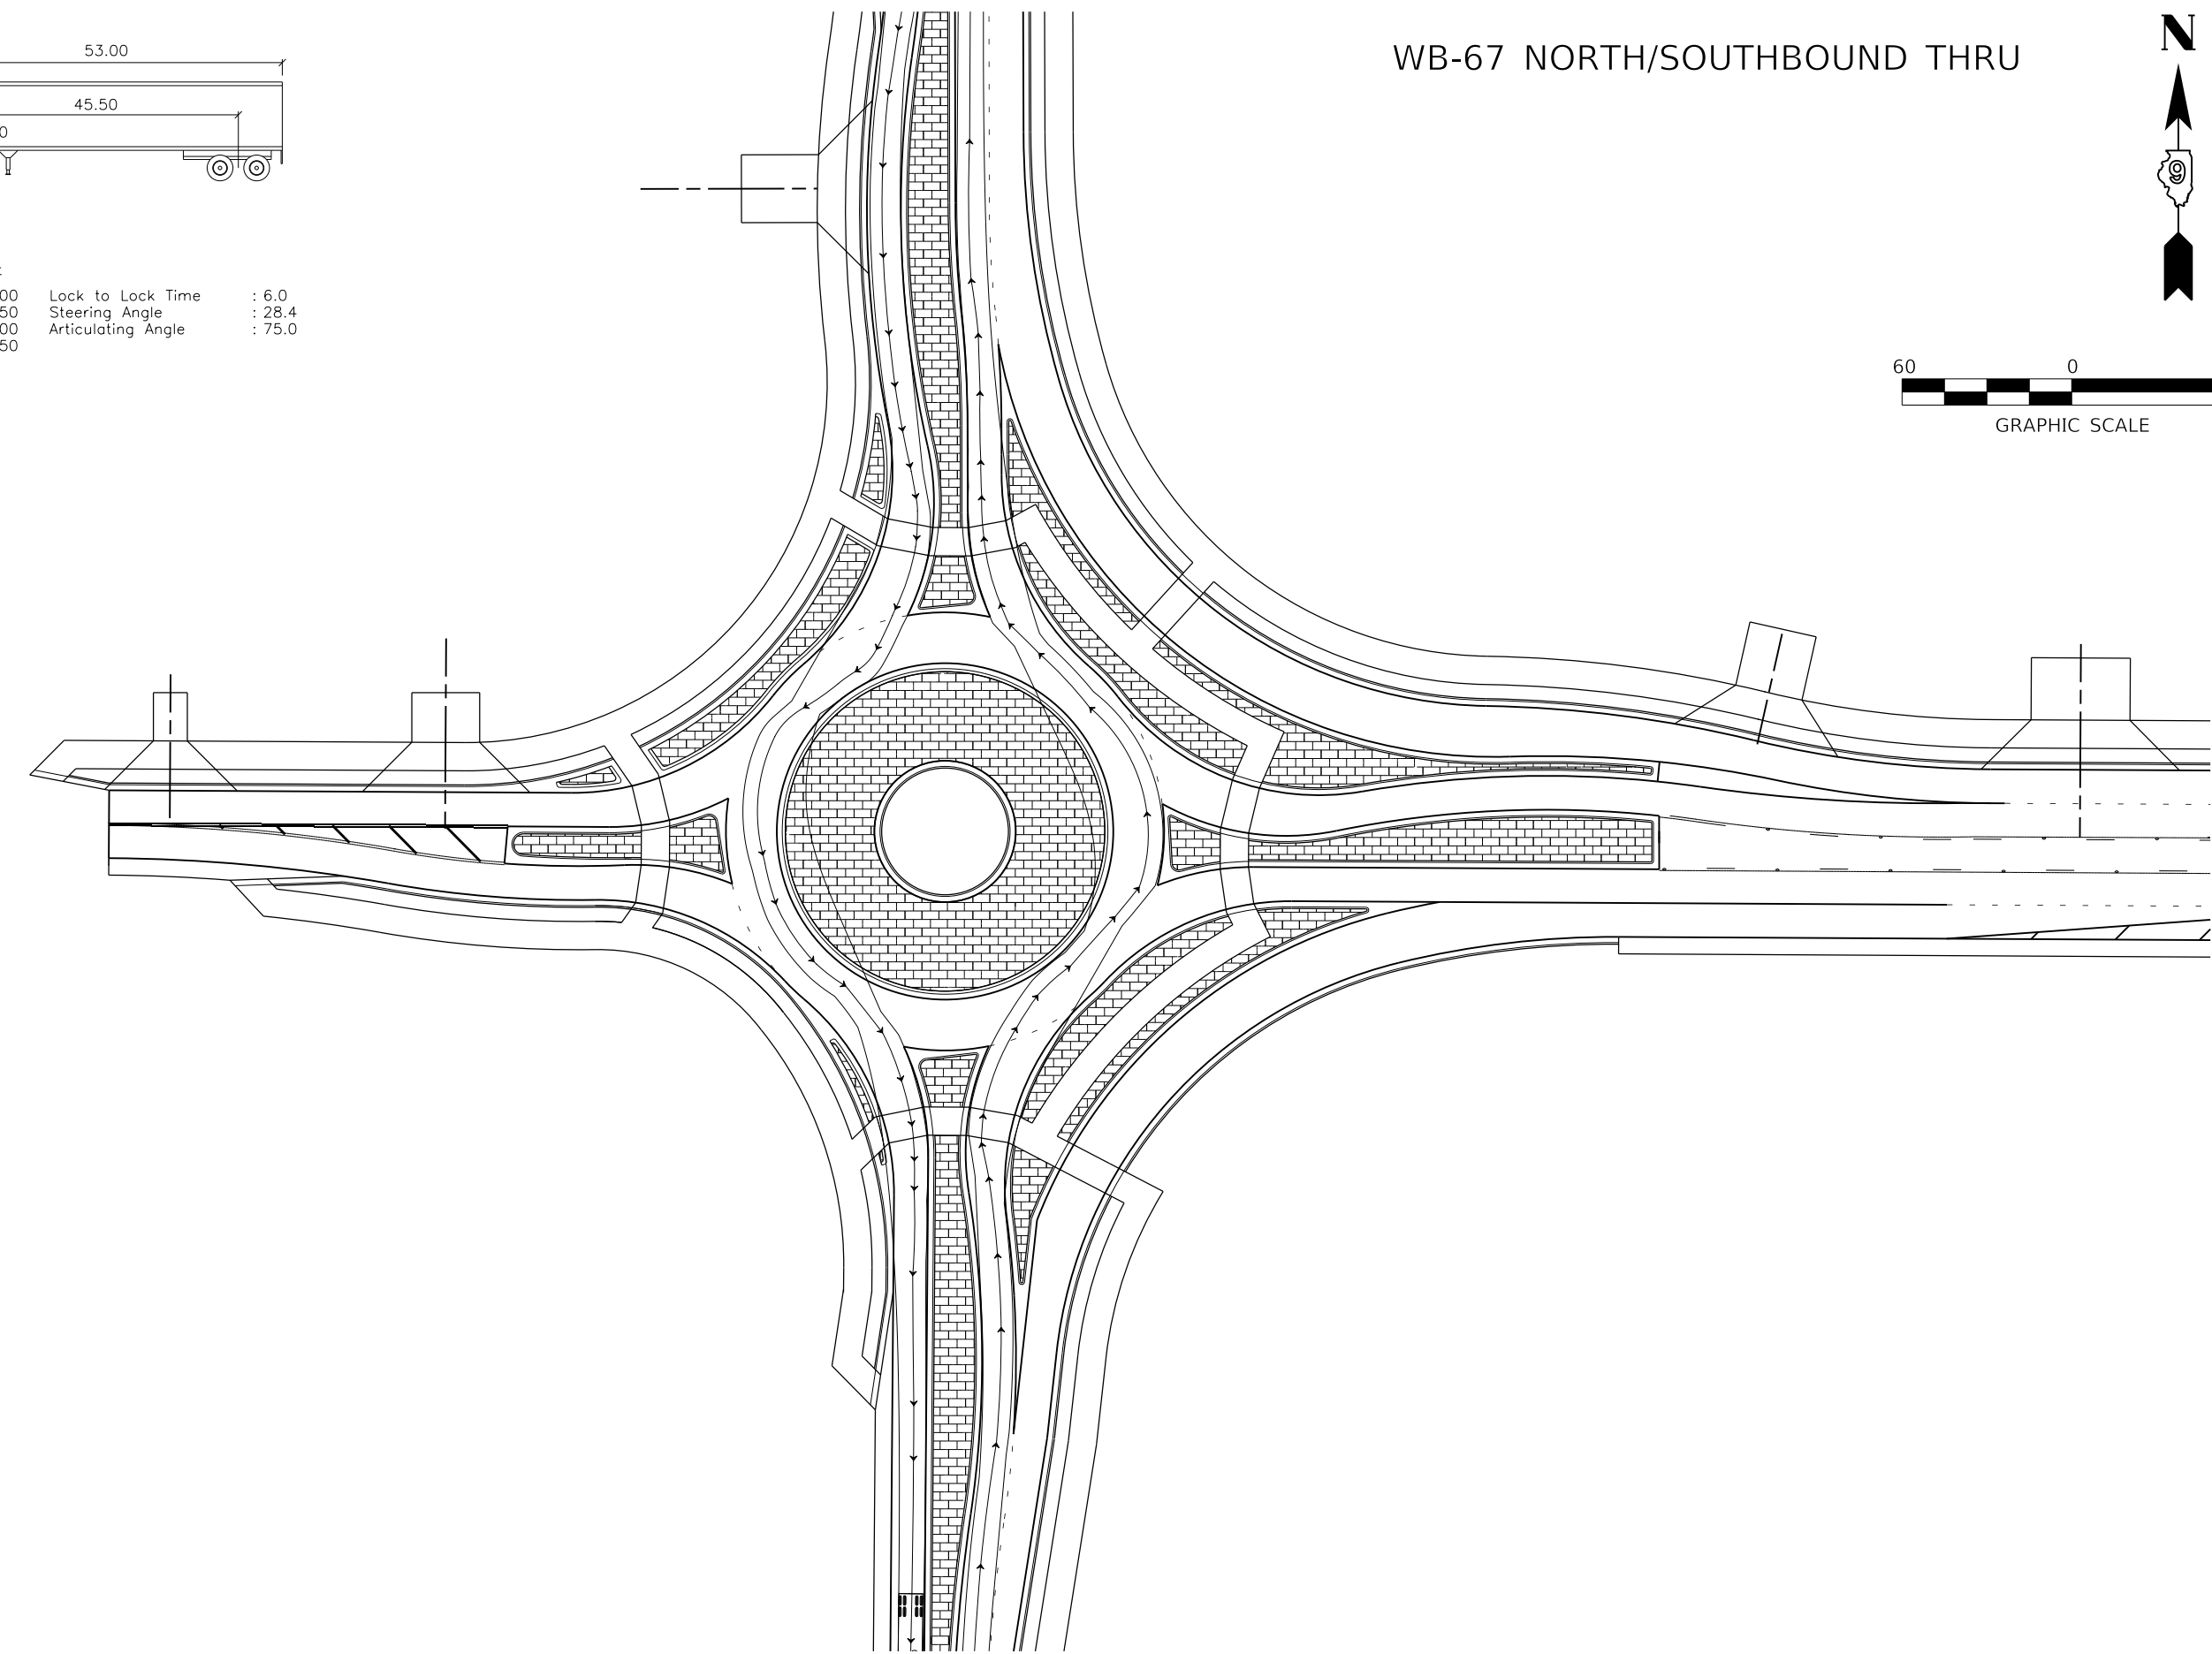 53.00
45.50
WB-67 NORTH/SOUTHBOUND THRU
N
9
60 0
GRAPHIC SCALE
00 Lock to Lock Time : 6.0
50 Steering Angle : 28.4
00 Articulating Angle : 75.0
50